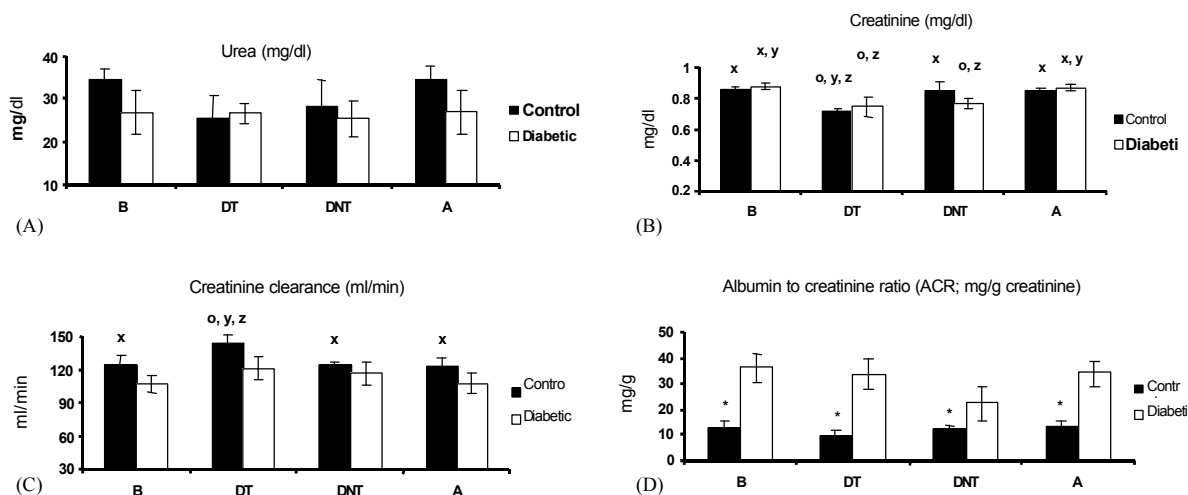 Urea (mg/dl)
40
30
20
10
mg/dl
Control
Diabetic
B DT DNT A
(A)
Creatinine (mg/dl)
x x, y o, y, z o, z x o, z x x, y
1
0.8
0.6
0.4
0.2
mg/dl
Control
Diabeti
B DT DNT A
(B)
Creatinine clearance (ml/min)
x o, y, z x x
150
120
90
60
30
ml/min
Contro
Diabetic
B DT DNT A
(C)
Albumin to creatinine ratio (ACR; mg/g creatinine)
50
40
30
20
10
0
mg/g
* * * *
Contr
Diabeti
B DT DNT A
(D)